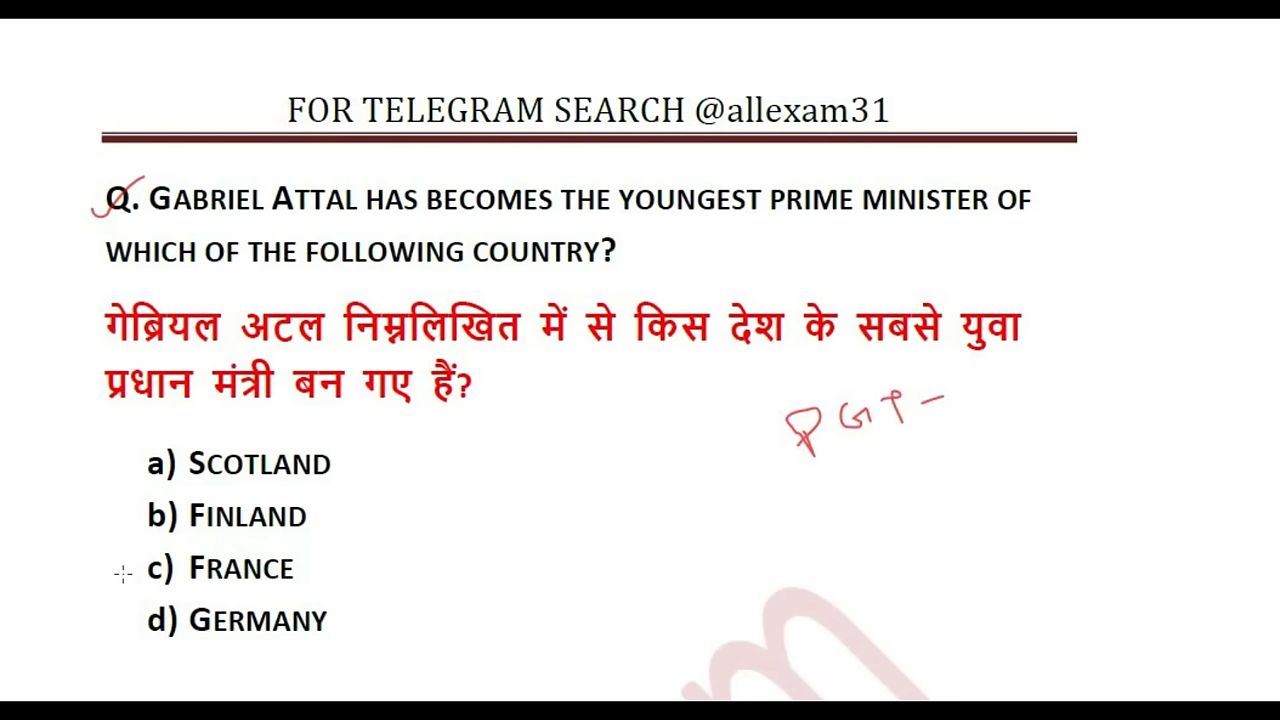 FOR TELEGRAM SEARCH @allexam31
Q. GABRIEL ATTAL HAS BECOMES THE YOUNGEST PRIME MINISTER OF
WHICH OF THE FOLLOWING COUNTRY?
गेब्रियल अटल निम्नलिखित में से किस देश के सबसे युवा
प्रधान मंत्री बन गए हैं?
a) SCOTLAND
b) FINLAND
c) FRANCE
d) GERMANY